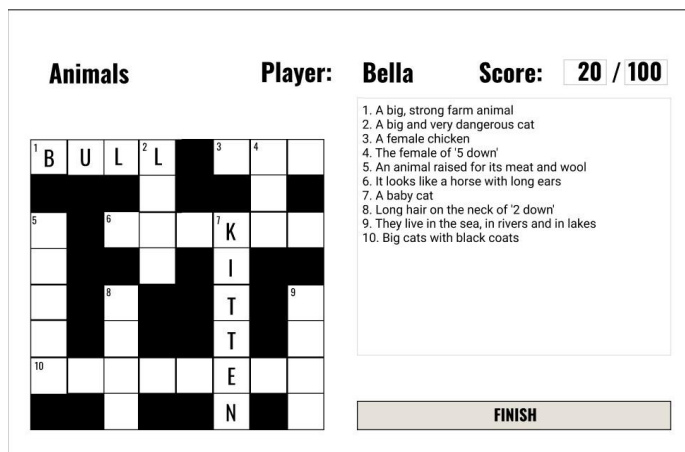 Animals Player: Bella Score: 20 / 100
1. A big, strong farm animal
2. A big and very dangerous cat
3. A female chicken
4. The female of '5 down'
5. An animal raised for its meat and wool
6. It looks like a horse with long ears
7. A baby cat
8. Long hair on the neck of '2 down'
9. They live in the sea, in rivers and in lakes
10. Big cats with black coats
1 B U L 2 L 3 4
5 6 7 K
I
8 T 9
T
10 E
N
FINISH